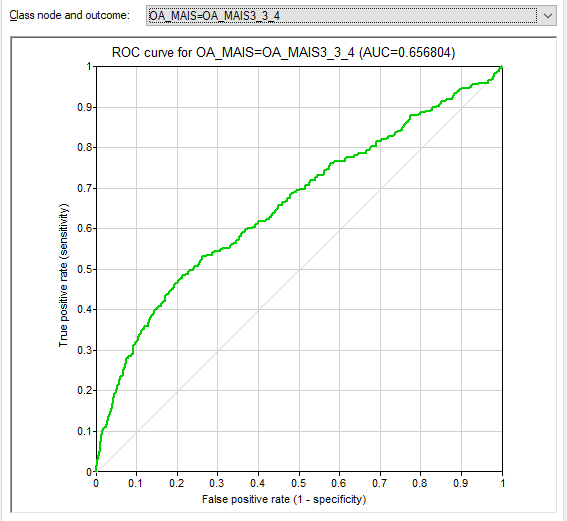 Class node and outcome: OA_MAIS=OA_MAIS3_3_4
ROC curve for OA_MAIS=OA_MAIS3_3_4 (AUC=0.656804)
True positive rate (sensitivity)
1
0.9
0.8
0.7
0.6
0.5
0.4
0.3
0.2
0.1
0
0 0.1 0.2 0.3 0.4 0.5 0.6 0.7 0.8 0.9 1
False positive rate (1 - specificity)